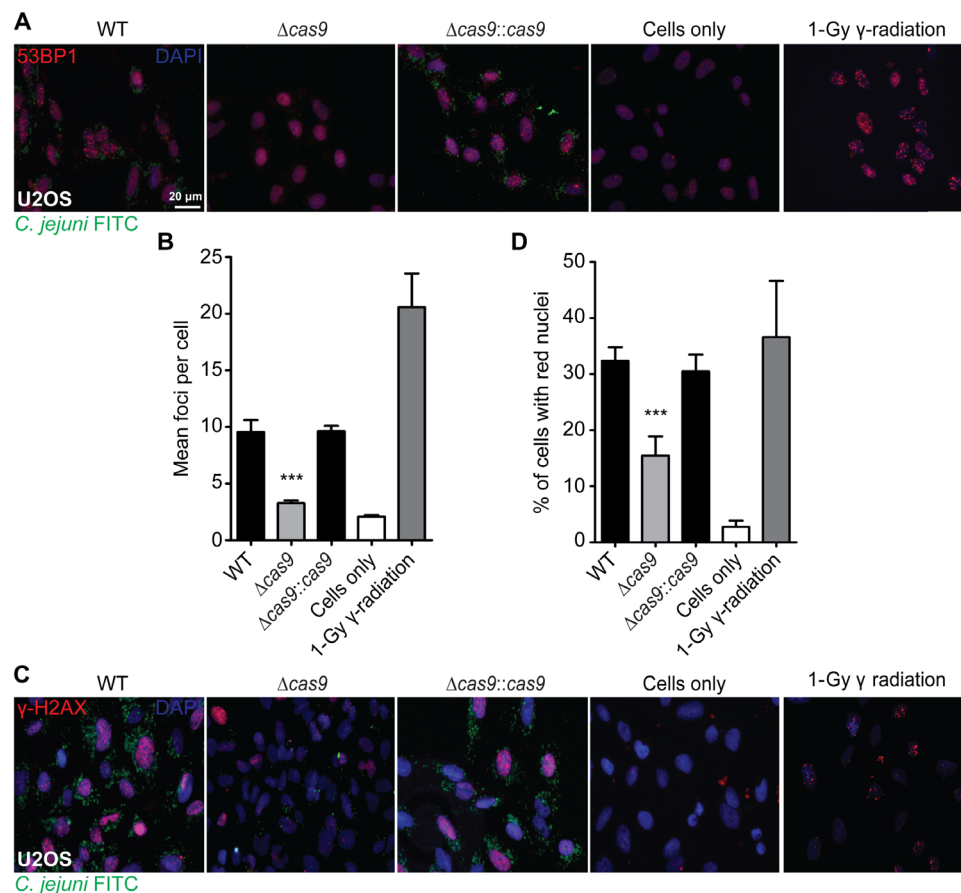 A
WT
Δcas9
Δcas9::cas9
Cells only
1-Gy γ-radiation
53BP1
DAPI
U2OS
20 µm
C. jejuni FITC
B
Mean foci per cell
25
20
15
10
5
0
WT
Δcas9
Δcas9::cas9
Cells only
1-Gy γ-radiation
***
D
% of cells with red nuclei
50
40
30
20
10
0
WT
Δcas9
Δcas9::cas9
Cells only
1-Gy γ-radiation
***
C
WT
Δcas9
Δcas9::cas9
Cells only
1-Gy γ radiation
γ-H2AX
DAPI
U2OS
C. jejuni FITC